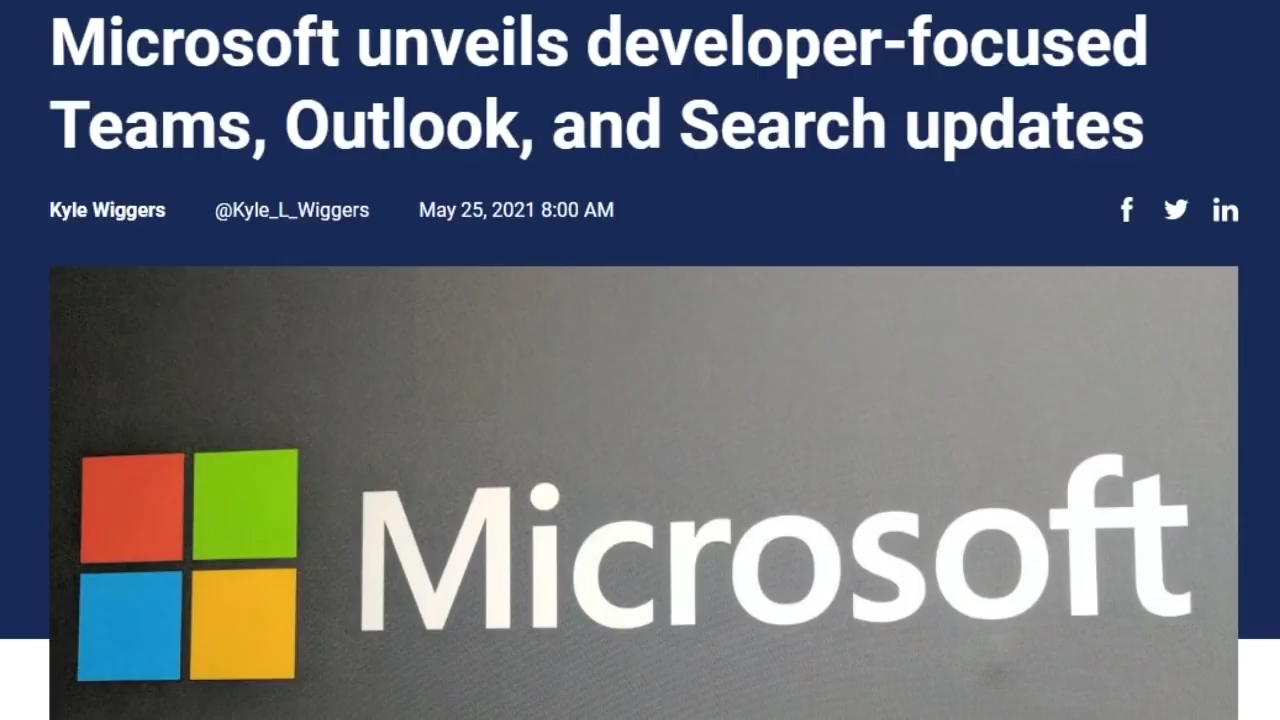 Microsoft unveils developer-focused
Teams, Outlook, and Search updates
Kyle Wiggers @Kyle_L_Wiggers May 25, 2021 8:00 AM
Microsoft